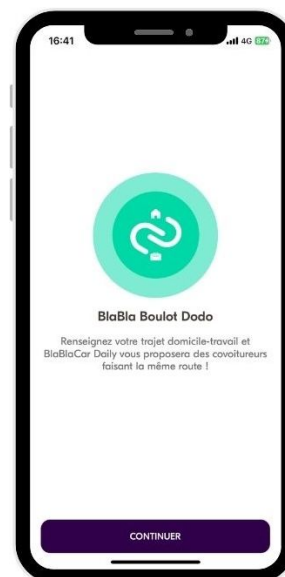 16:41
4G 87
BlaBla Boulot Dodo
Renseignez votre trajet domicile-travail et
BlaBlaCar Daily vous proposera des covoitureurs
faisant la même route !
CONTINUER